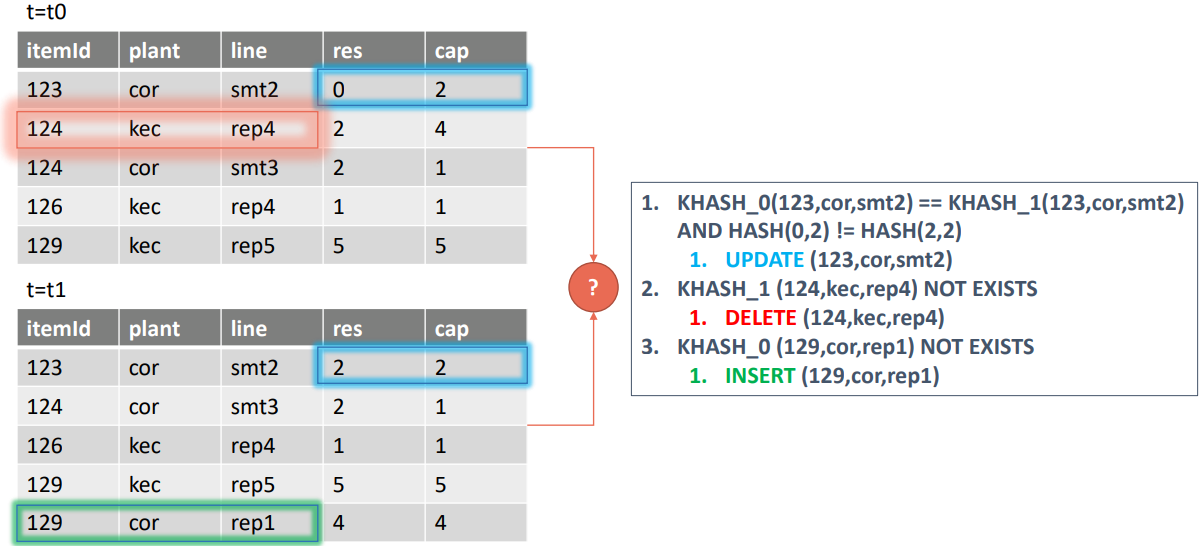 t=t0
itemId plant line res cap
123 cor smt2 0 2
124 kec rep4 2 4
124 cor smt3 2 1
126 kec rep4 1 1
129 kec rep5 5 5
t=t1
itemId plant line res cap
123 cor smt2 2 2
124 cor smt3 2 1
126 kec rep4 1 1
129 kec rep5 5 5
129 cor rep1 4 4
?
1. KHASH_0(123,cor,smt2) == KHASH_1(123,cor,smt2)
AND HASH(0,2) != HASH(2,2)
1. UPDATE (123,cor,smt2)
2. KHASH_1 (124,kec,rep4) NOT EXISTS
1. DELETE (124,kec,rep4)
3. KHASH_0 (129,cor,rep1) NOT EXISTS
1. INSERT (129,cor,rep1)